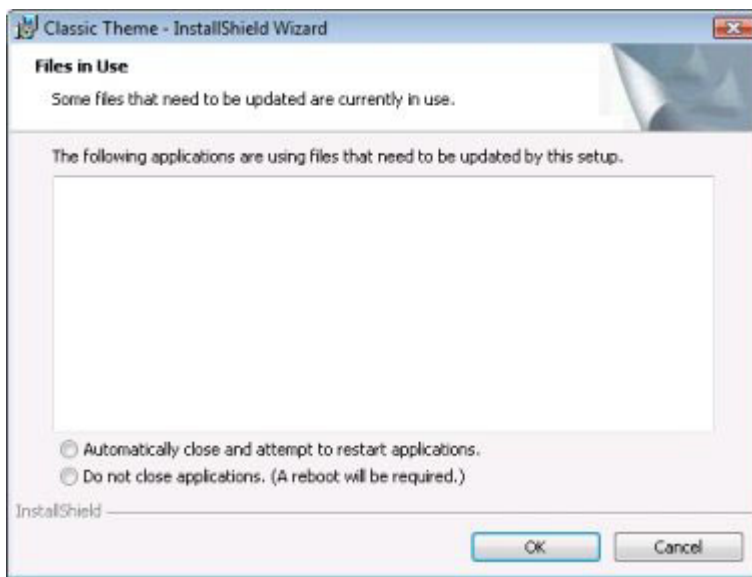 Classic Theme - InstallShield Wizard
Files in Use
Some files that need to be updated are currently in use.
The following applications are using files that need to be updated by this setup.
Automatically close and attempt to restart applications.
Do not close applications. (A reboot will be required.)
InstallShield
OK
Cancel